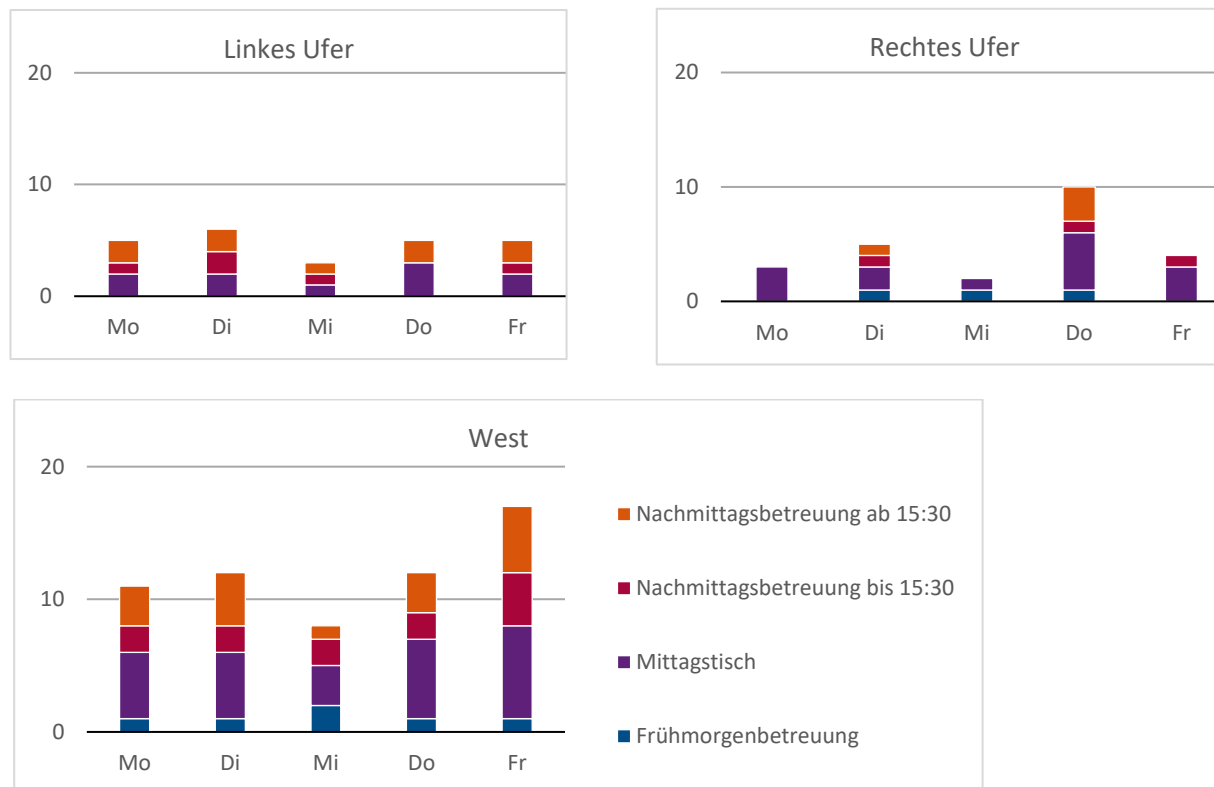 Linkes Ufer
20
10
0
Mo Di Mi Do Fr
Rechtes Ufer
20
10
0
Mo Di Mi Do Fr
West
20
10
0
Mo Di Mi Do Fr
Nachmittagsbetreuung ab 15:30
Nachmittagsbetreuung bis 15:30
Mittagstisch
Frühmorgenbetreuung